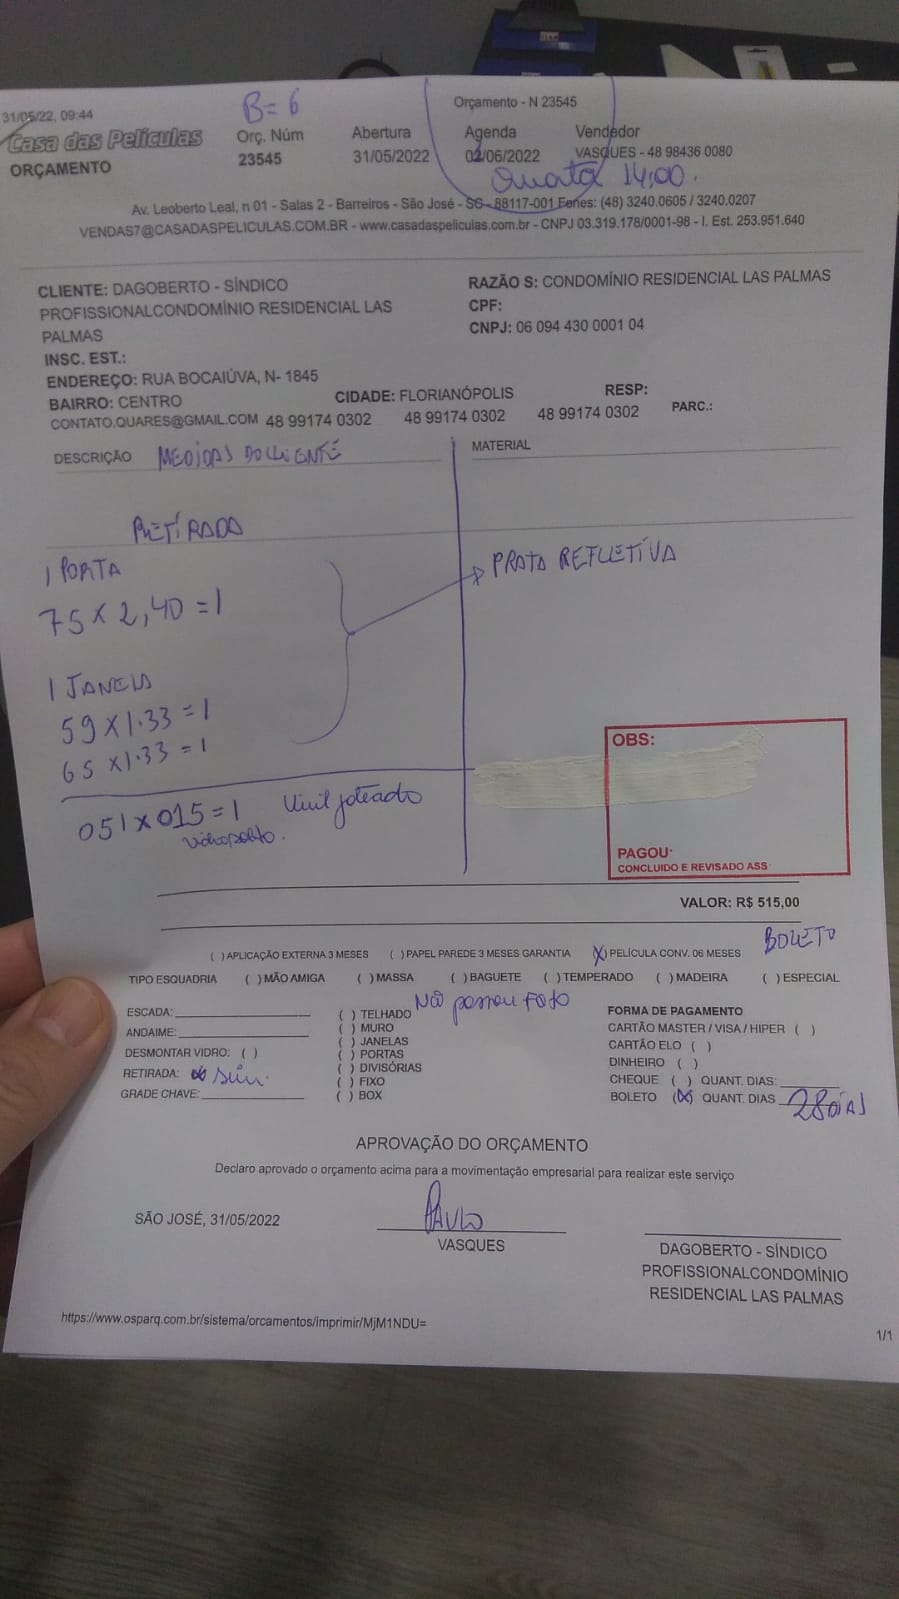 31/05/22, 09:44
B = 6
Orçamento - N 23545
Casa das Películas
Orç. Núm
Abertura
Agenda
Vendedor
ORÇAMENTO
23545
31/05/2022
/06/2022
VASQUES - 48 98436 0080
Quarta 14:00.
Av. Leoberto Leal, n 01 - Salas 2 - Barreiros - São José - SC - 88117-001 Fones: (48) 3240.0605 / 3240.0207
VENDAS7@CASADASPELICULAS.COM.BR - www.casadaspeliculas.com.br - CNPJ 03.319.178/0001-98 - I. Est. 253.951.640
CLIENTE: DAGOBERTO - SÍNDICO
PROFISSIONALCONDOMÍNIO RESIDENCIAL LAS
PALMAS
RAZÃO S: CONDOMÍNIO RESIDENCIAL LAS PALMAS
CPF:
CNPJ: 06 094 430 0001 04
INSC. EST.:
ENDEREÇO: RUA BOCAIÚVA, N- 1845
BAIRRO: CENTRO
CIDADE: FLORIANÓPOLIS
RESP:
CONTATO.QUARES@GMAIL.COM 48 99174 0302 48 99174 0302 48 99174 0302 PARC.:
DESCRIÇÃO MEDIDAS DO CLIENTE
MATERIAL
RETIRADA
1 PORTA
PRATA REFLETIVA
75 x 2,40 = 1
1 JANELA
59 x 1.33 = 1
65 x 1.33 = 1
051 x 015 = 1 Vinil jateado
OBS:
PAGOU:
CONCLUIDO E REVISADO ASS:
VALOR: R$ 515,00
BOLETO
( ) APLICAÇÃO EXTERNA 3 MESES ( ) PAPEL PAREDE 3 MESES GARANTIA (X) PELÍCULA CONV. 06 MESES
TIPO ESQUADRIA ( ) MÃO AMIGA ( ) MASSA ( ) BAGUETE ( ) TEMPERADO ( ) MADEIRA ( ) ESPECIAL
Não passou Foto
ESCADA:
ANDAIME:
DESMONTAR VIDRO: ( )
RETIRADA: sim.
GRADE CHAVE:
( ) TELHADO
( ) MURO
( ) JANELAS
( ) PORTAS
( ) DIVISÓRIAS
( ) FIXO
( ) BOX
FORMA DE PAGAMENTO
CARTÃO MASTER / VISA / HIPER ( )
CARTÃO ELO ( )
DINHEIRO ( )
CHEQUE ( ) QUANT. DIAS:
BOLETO (X) QUANT. DIAS 28 DIAS
APROVAÇÃO DO ORÇAMENTO
Declaro aprovado o orçamento acima para a movimentação empresarial para realizar este serviço
SÃO JOSÉ, 31/05/2022
PAULO
VASQUES
DAGOBERTO - SÍNDICO
PROFISSIONALCONDOMÍNIO
RESIDENCIAL LAS PALMAS
https://www.osparq.com.br/sistema/orcamentos/imprimir/MjM1NDU=
1/1